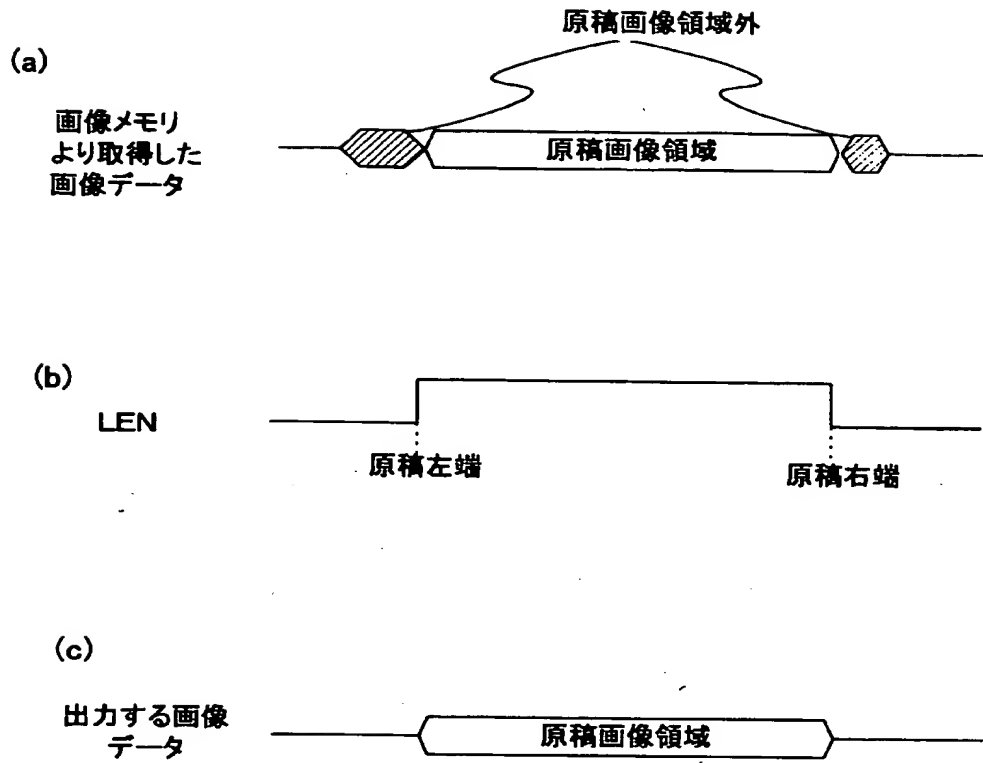 原稿画像領域外
(a)
画像メモリ
より取得した
画像データ
原稿画像領域
(b)
LEN
原稿左端
原稿右端
(c)
出力する画像
データ
原稿画像領域